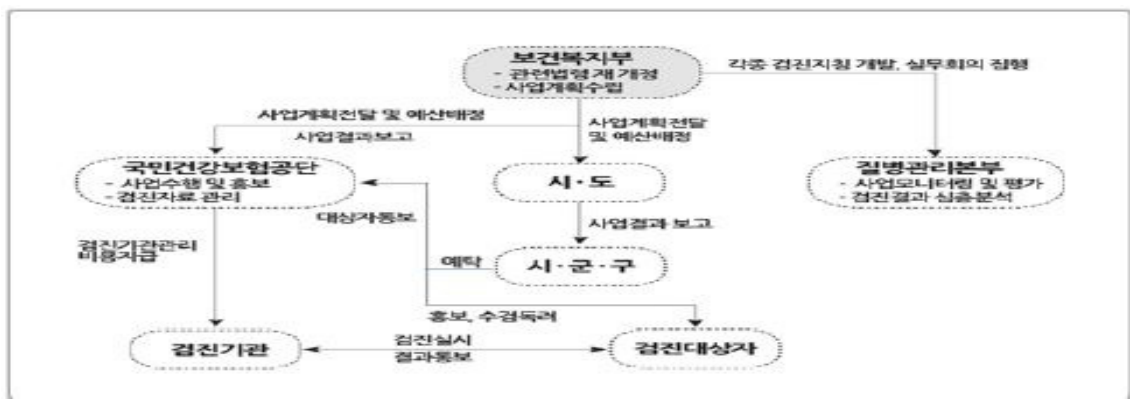 보건복지부
- 관련법령 재 개정
- 사업계획수립
각종 검진지침 개발, 실무회의 집행
사업계획전달 및 예산배정
사업결과보고
사업계획전달
및 예산배정
국민건강보험공단
- 사업수행 및 홍보
- 검진자료 관리
시·도
질병관리본부
- 사업모니터링 및 평가
- 검진결과 심층분석
대상자통보
사업결과 보고
검진기관관리
비용지급
예탁
시·군·구
홍보, 수검독려
검진기관
검진실시
결과통보
검진대상자